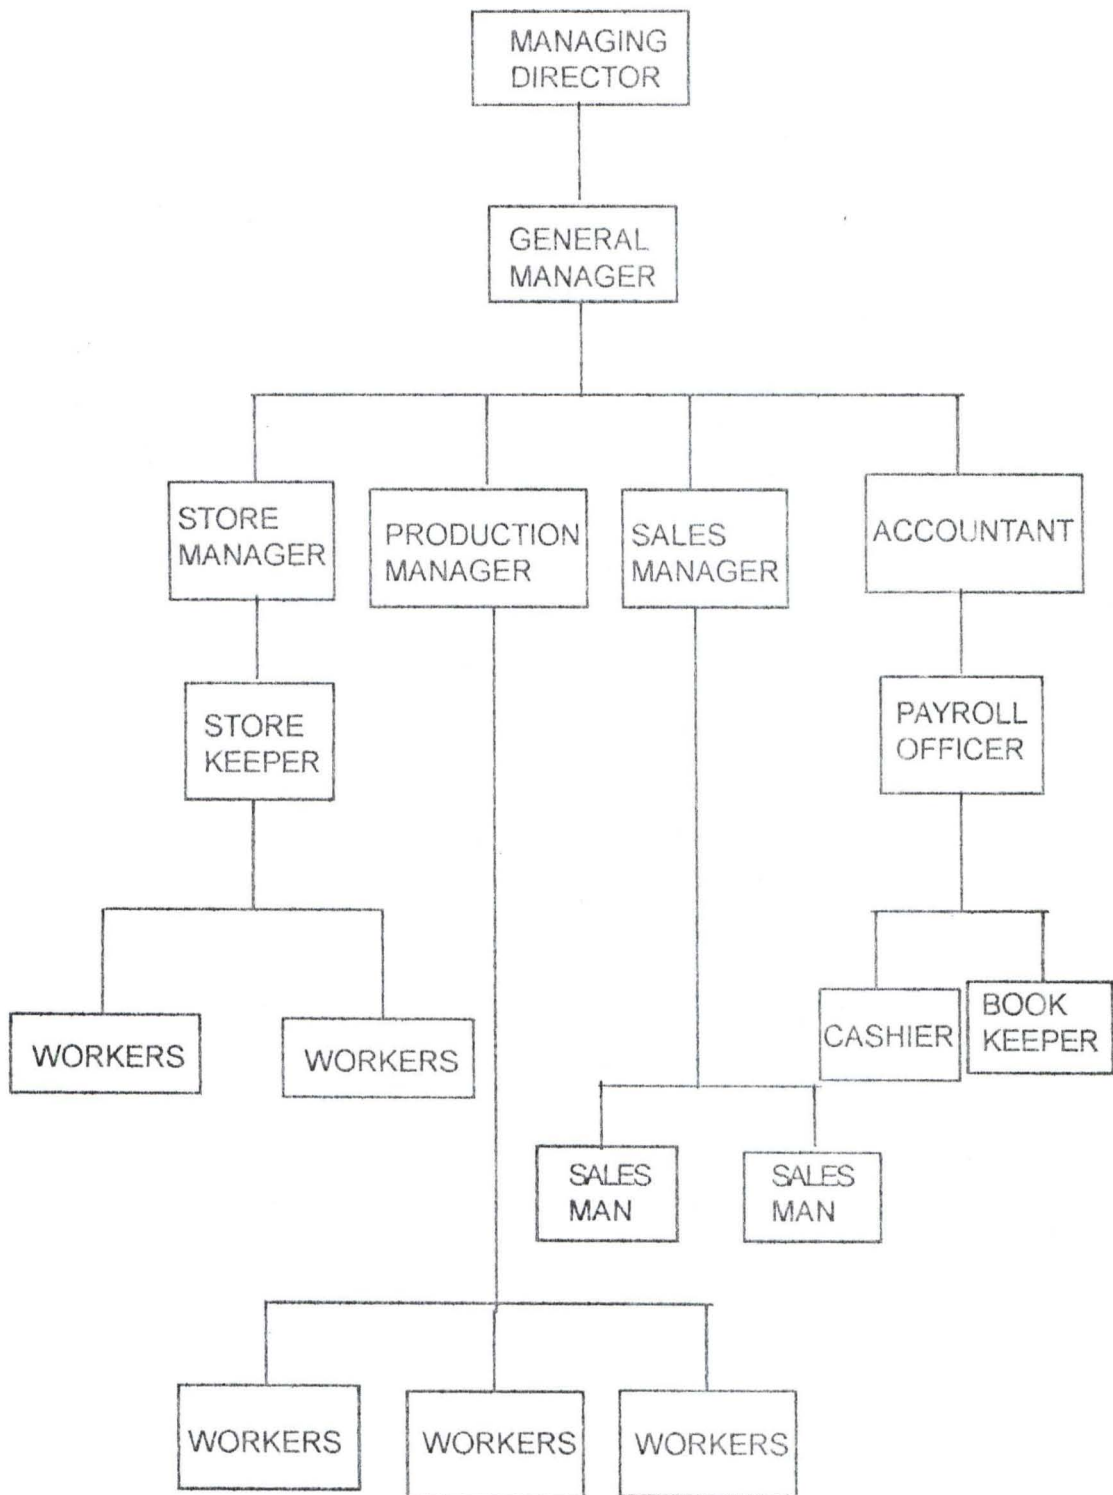 MANAGING
DIRECTOR
GENERAL
MANAGER
STORE
MANAGER
PRODUCTION
MANAGER
SALES
MANAGER
ACCOUNTANT
STORE
KEEPER
PAYROLL
OFFICER
WORKERS
WORKERS
CASHIER
BOOK
KEEPER
SALES
MAN
SALES
MAN
WORKERS
WORKERS
WORKERS